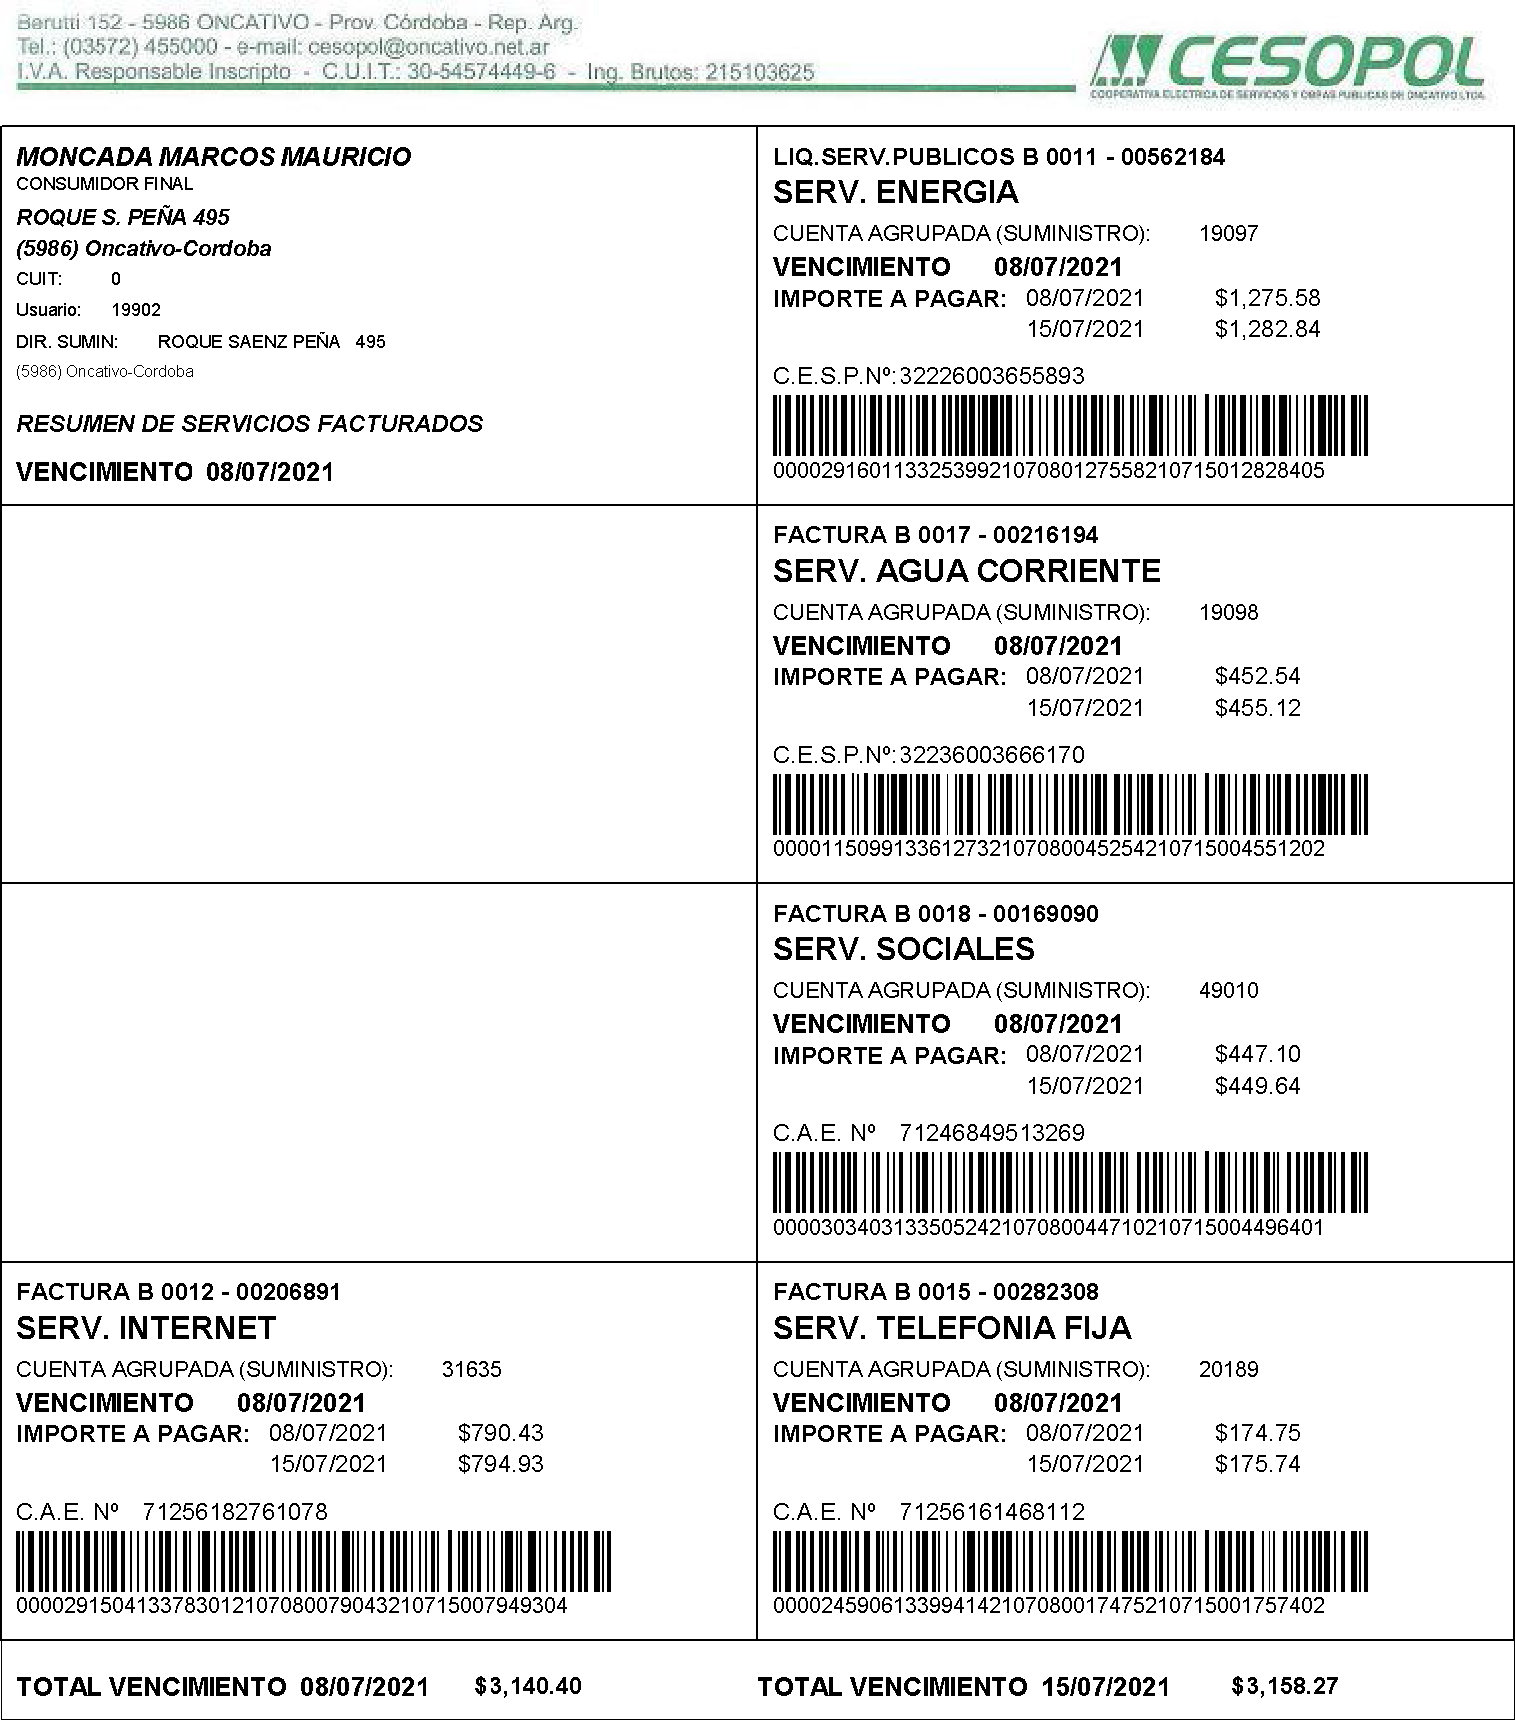 Berutti 152 - 5986 ONCATIVO - Prov. Córdoba - Rep. Arg.
Tel.: (03572) 455000 - e-mail: cesopol@oncativo.net.ar
I.V.A. Responsable Inscripto - C.U.I.T.: 30-54574449-6 - Ing. Brutos: 215103625
CESOPOL
COOPERATIVA ELECTRICA DE SERVICIOS Y OBRAS PUBLICAS DE ONCATIVO LTDA.
MONCADA MARCOS MAURICIO
CONSUMIDOR FINAL
ROQUE S. PEÑA 495
(5986) Oncativo-Cordoba
CUIT: 0
Usuario: 19902
DIR. SUMIN: ROQUE SAENZ PEÑA 495
(5986) Oncativo-Cordoba
RESUMEN DE SERVICIOS FACTURADOS
VENCIMIENTO 08/07/2021
LIQ.SERV.PUBLICOS B 0011 - 00562184
SERV. ENERGIA
CUENTA AGRUPADA (SUMINISTRO): 19097
VENCIMIENTO 08/07/2021
IMPORTE A PAGAR: 08/07/2021 $1,275.58
15/07/2021 $1,282.84
C.E.S.P.Nº: 32226003655893
0000291601133253992107080127558210715012828405
FACTURA B 0017 - 00216194
SERV. AGUA CORRIENTE
CUENTA AGRUPADA (SUMINISTRO): 19098
VENCIMIENTO 08/07/2021
IMPORTE A PAGAR: 08/07/2021 $452.54
15/07/2021 $455.12
C.E.S.P.Nº: 32236003666170
0000115099133612732107080045254210715004551202
FACTURA B 0018 - 00169090
SERV. SOCIALES
CUENTA AGRUPADA (SUMINISTRO): 49010
VENCIMIENTO 08/07/2021
IMPORTE A PAGAR: 08/07/2021 $447.10
15/07/2021 $449.64
C.A.E. Nº 71246849513269
0000303403133505242107080044710210715004496401
FACTURA B 0012 - 00206891
SERV. INTERNET
CUENTA AGRUPADA (SUMINISTRO): 31635
VENCIMIENTO 08/07/2021
IMPORTE A PAGAR: 08/07/2021 $790.43
15/07/2021 $794.93
C.A.E. Nº 71256182761078
0000291504133783012107080079043210715007949304
FACTURA B 0015 - 00282308
SERV. TELEFONIA FIJA
CUENTA AGRUPADA (SUMINISTRO): 20189
VENCIMIENTO 08/07/2021
IMPORTE A PAGAR: 08/07/2021 $174.75
15/07/2021 $175.74
C.A.E. Nº 71256161468112
0000245906133994142107080017475210715001757402
TOTAL VENCIMIENTO 08/07/2021 $3,140.40
TOTAL VENCIMIENTO 15/07/2021 $3,158.27